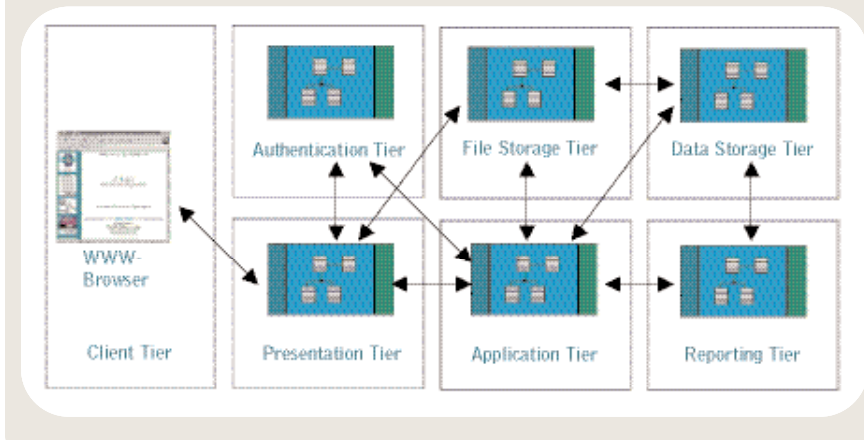 Authentication Tier
File Storage Tier
Data Storage Tier
WWW-
Browser
Client Tier
Presentation Tier
Application Tier
Reporting Tier